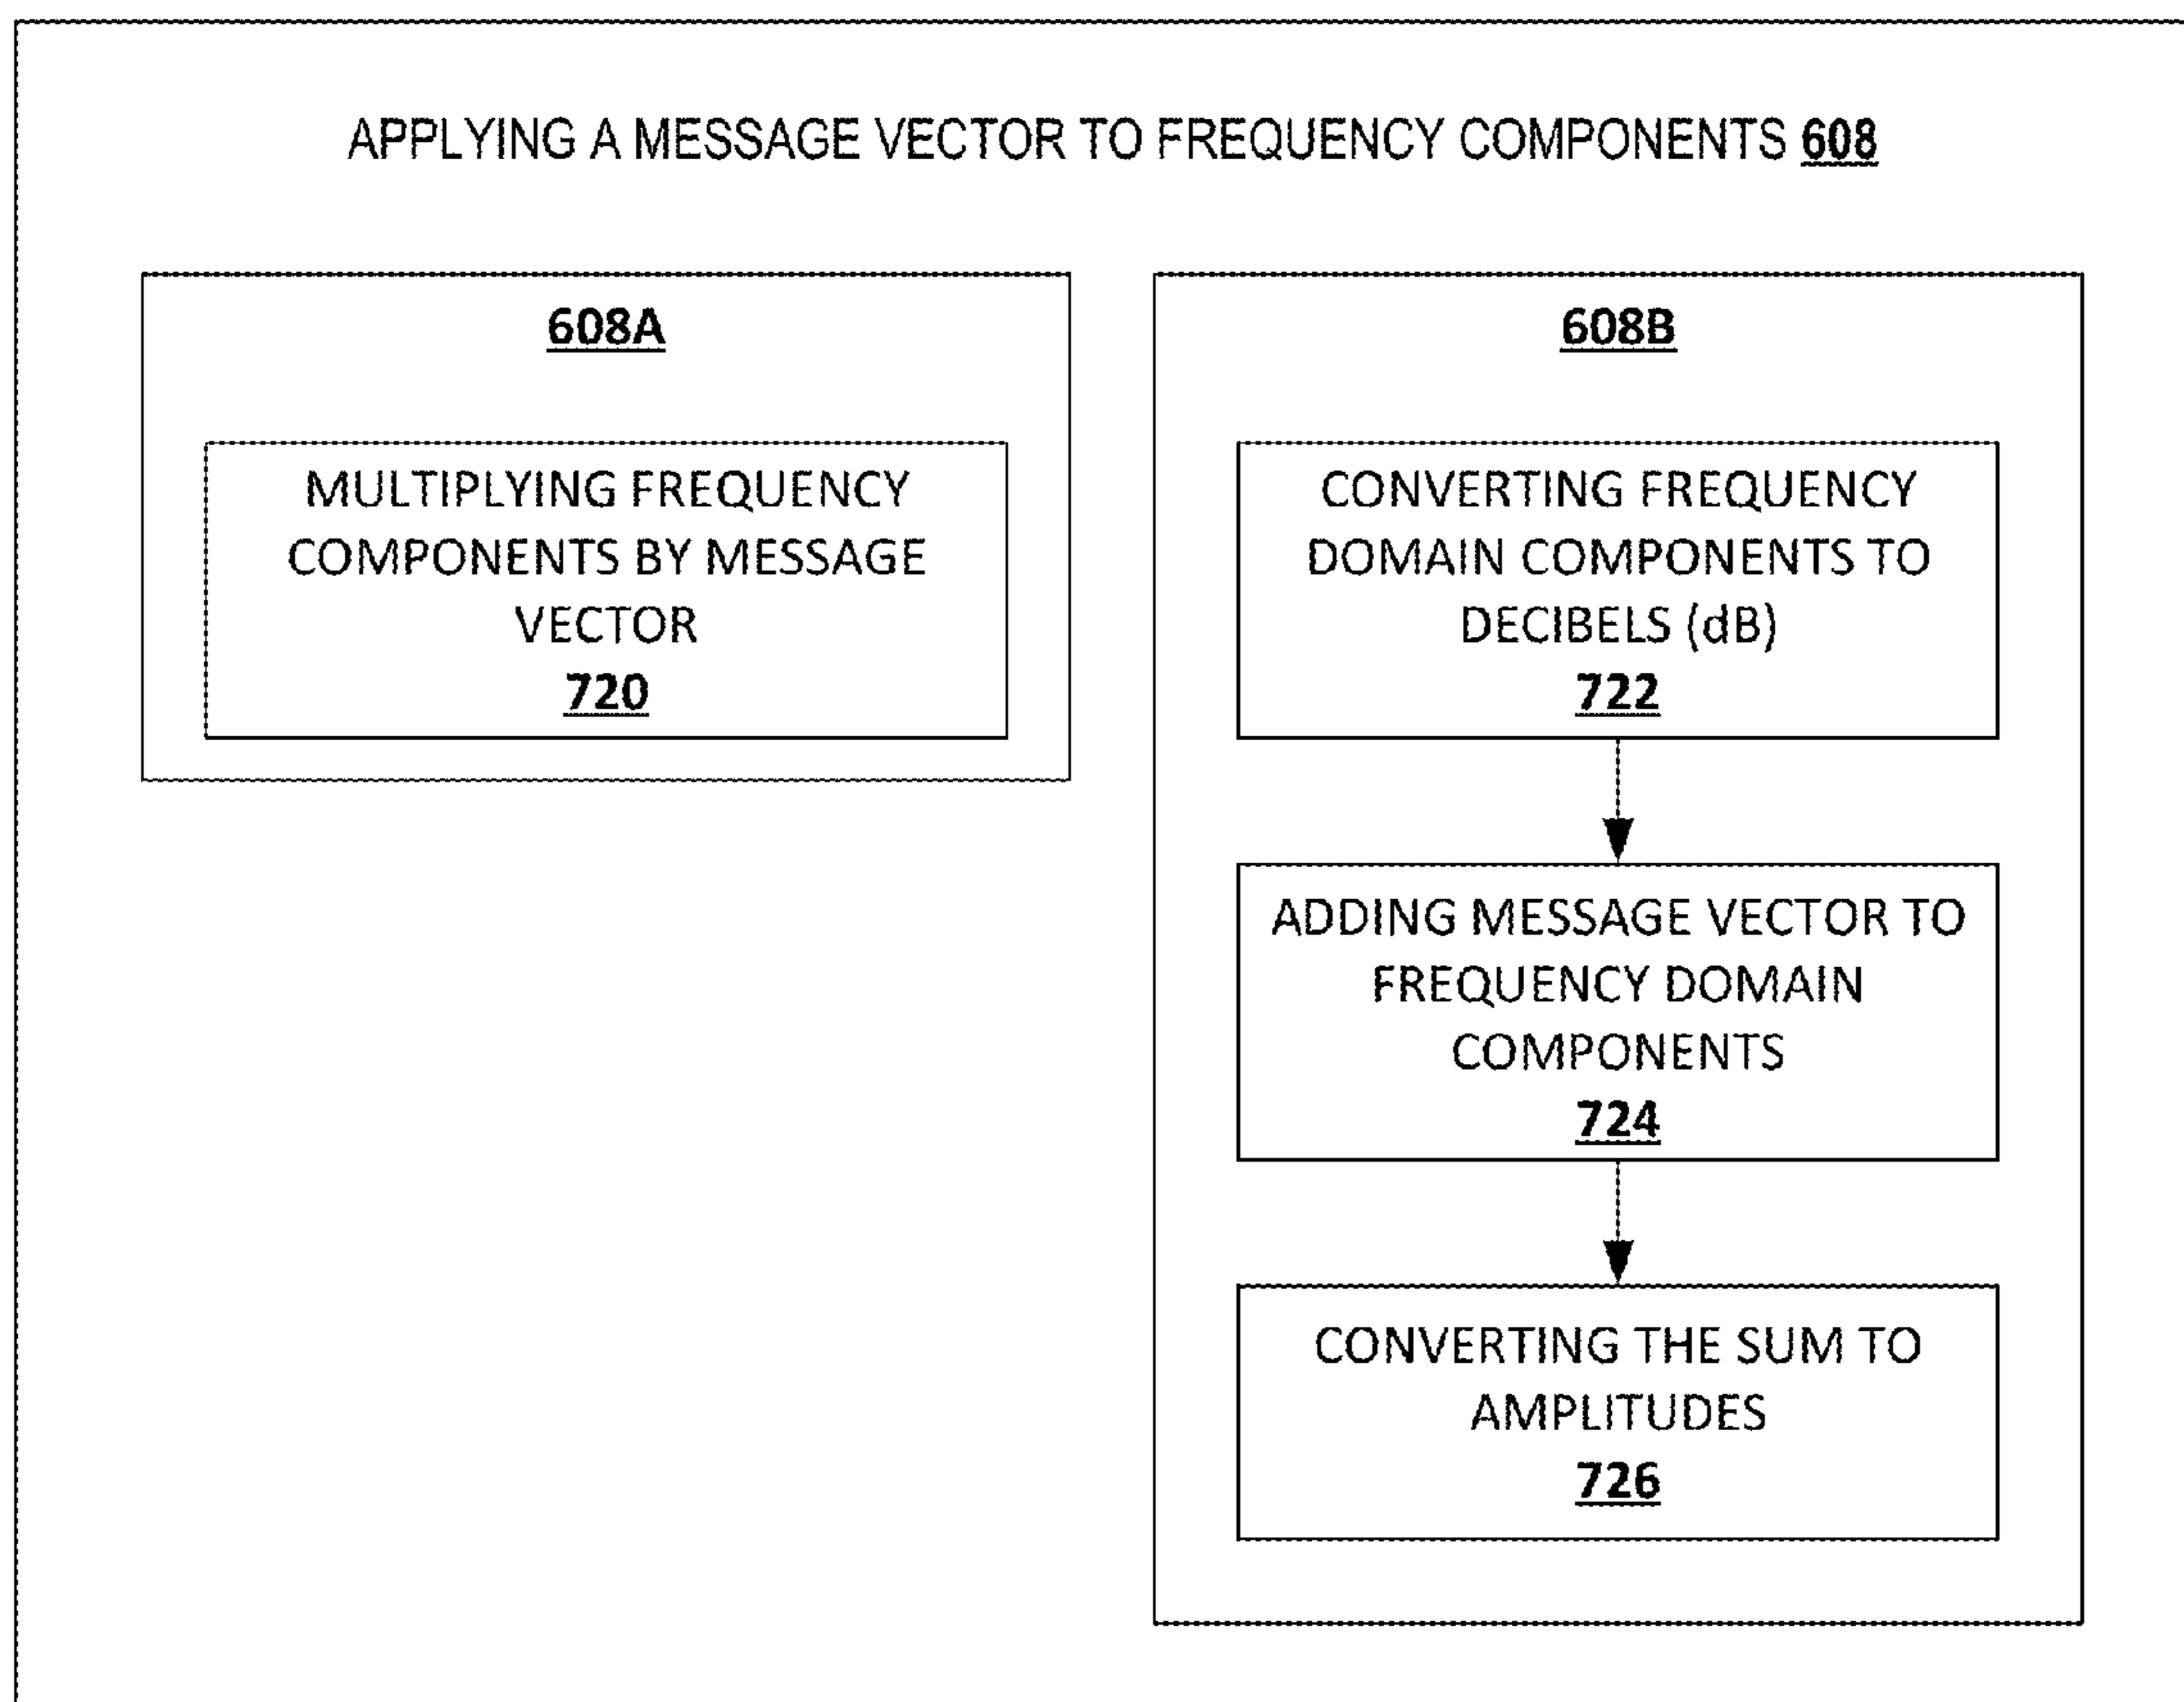 APPLYING A MESSAGE VECTOR TO FREQUENCY COMPONENTS 608
608A
MULTIPLYING FREQUENCY
COMPONENTS BY MESSAGE
VECTOR
720
608B
CONVERTING FREQUENCY
DOMAIN COMPONENTS TO
DECIBELS (dB)
722
ADDING MESSAGE VECTOR TO
FREQUENCY DOMAIN
COMPONENTS
724
CONVERTING THE SUM TO
AMPLITUDES
726